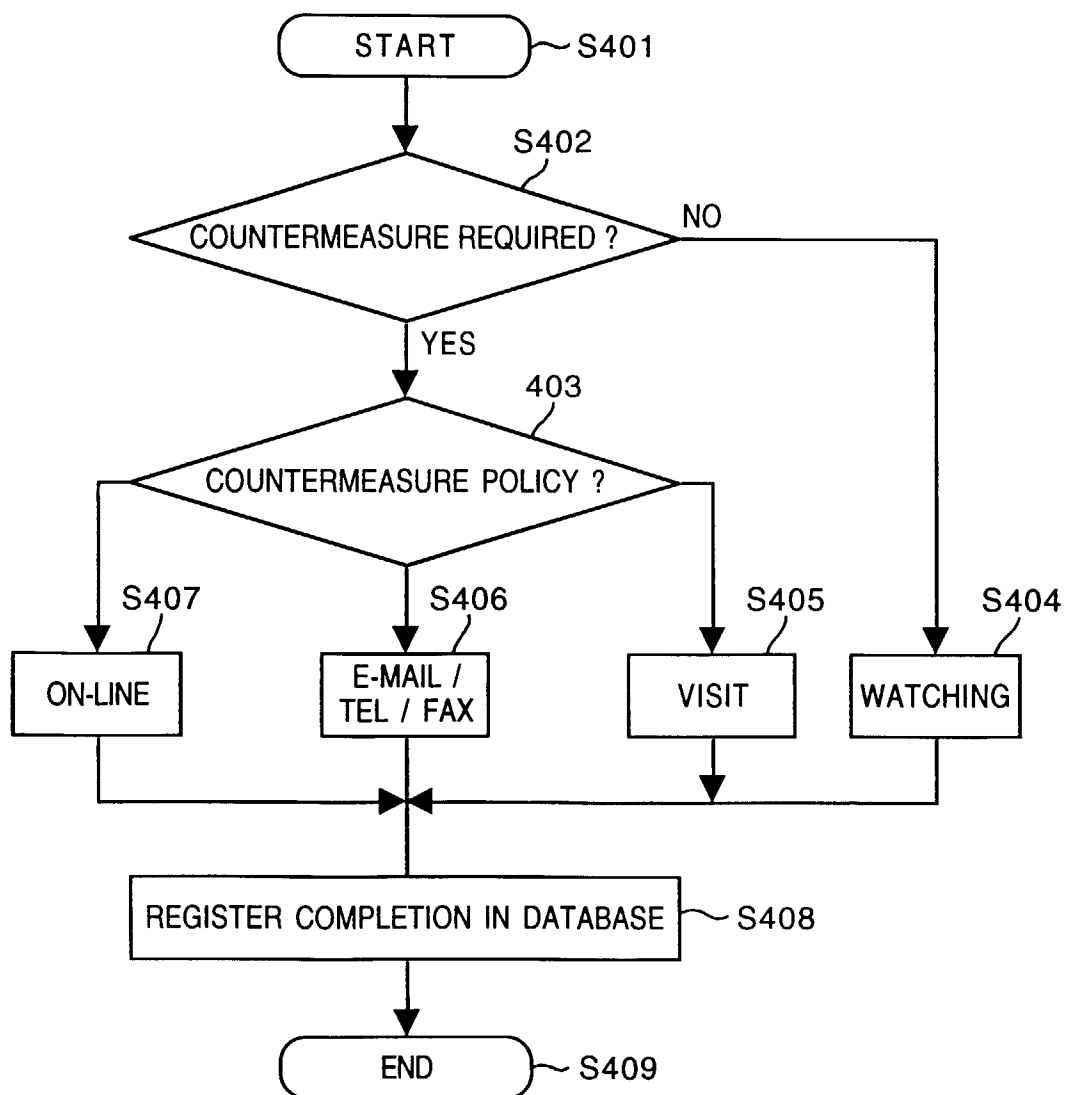 START
S401
S402
COUNTERMEASURE REQUIRED ?
NO
YES
403
COUNTERMEASURE POLICY ?
S407
S406
S405
S404
ON-LINE
E-MAIL /
TEL / FAX
VISIT
WATCHING
REGISTER COMPLETION IN DATABASE
S408
END
S409